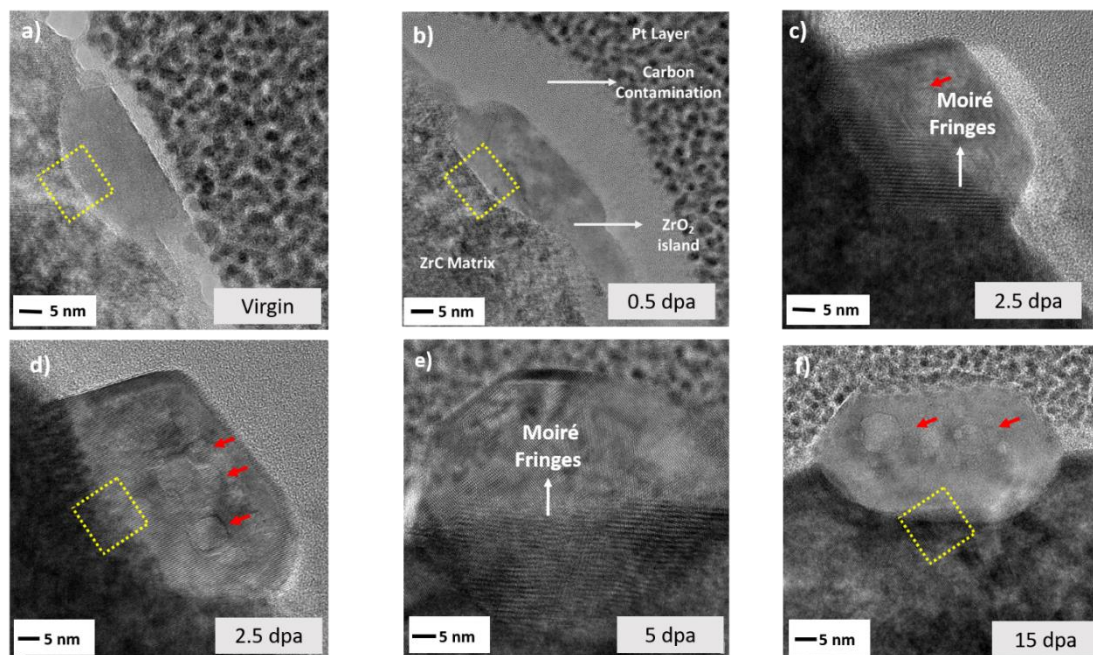 a)
5 nm
Virgin
b)
Pt Layer
Carbon
Contamination
ZrO₂
island
ZrC Matrix
5 nm
0.5 dpa
c)
Moiré
Fringes
5 nm
2.5 dpa
d)
5 nm
2.5 dpa
e)
Moiré
Fringes
5 nm
5 dpa
f)
5 nm
15 dpa